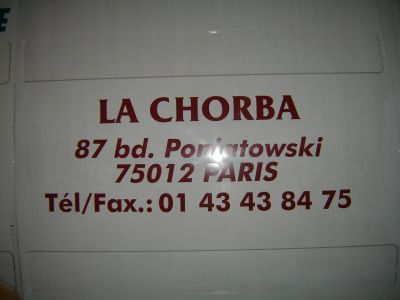 LA CHORBA
87 bd. Poniatowski
75012 PARIS
Tél/Fax.: 01 43 43 84 75